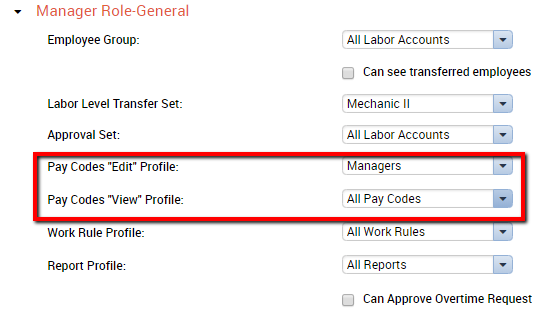 Manager Role-General
Employee Group: All Labor Accounts
Can see transferred employees
Labor Level Transfer Set: Mechanic II
Approval Set: All Labor Accounts
Pay Codes "Edit" Profile: Managers
Pay Codes "View" Profile: All Pay Codes
Work Rule Profile: All Work Rules
Report Profile: All Reports
Can Approve Overtime Request